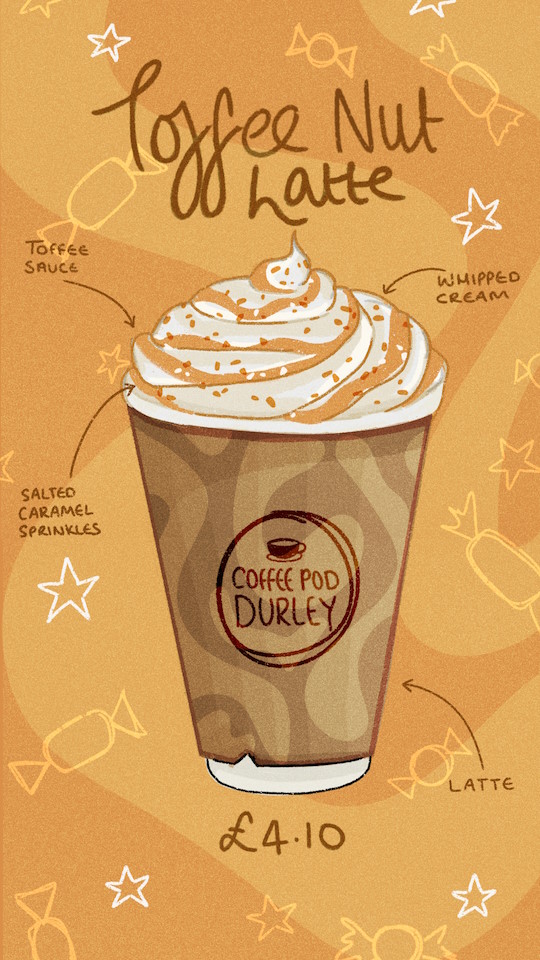 Toffee Nut
Latte
TOFFEE
SAUCE
WHIPPED
CREAM
SALTED
CARAMEL
SPRINKLES
COFFEE POD
DURLEY
LATTE
£4.10